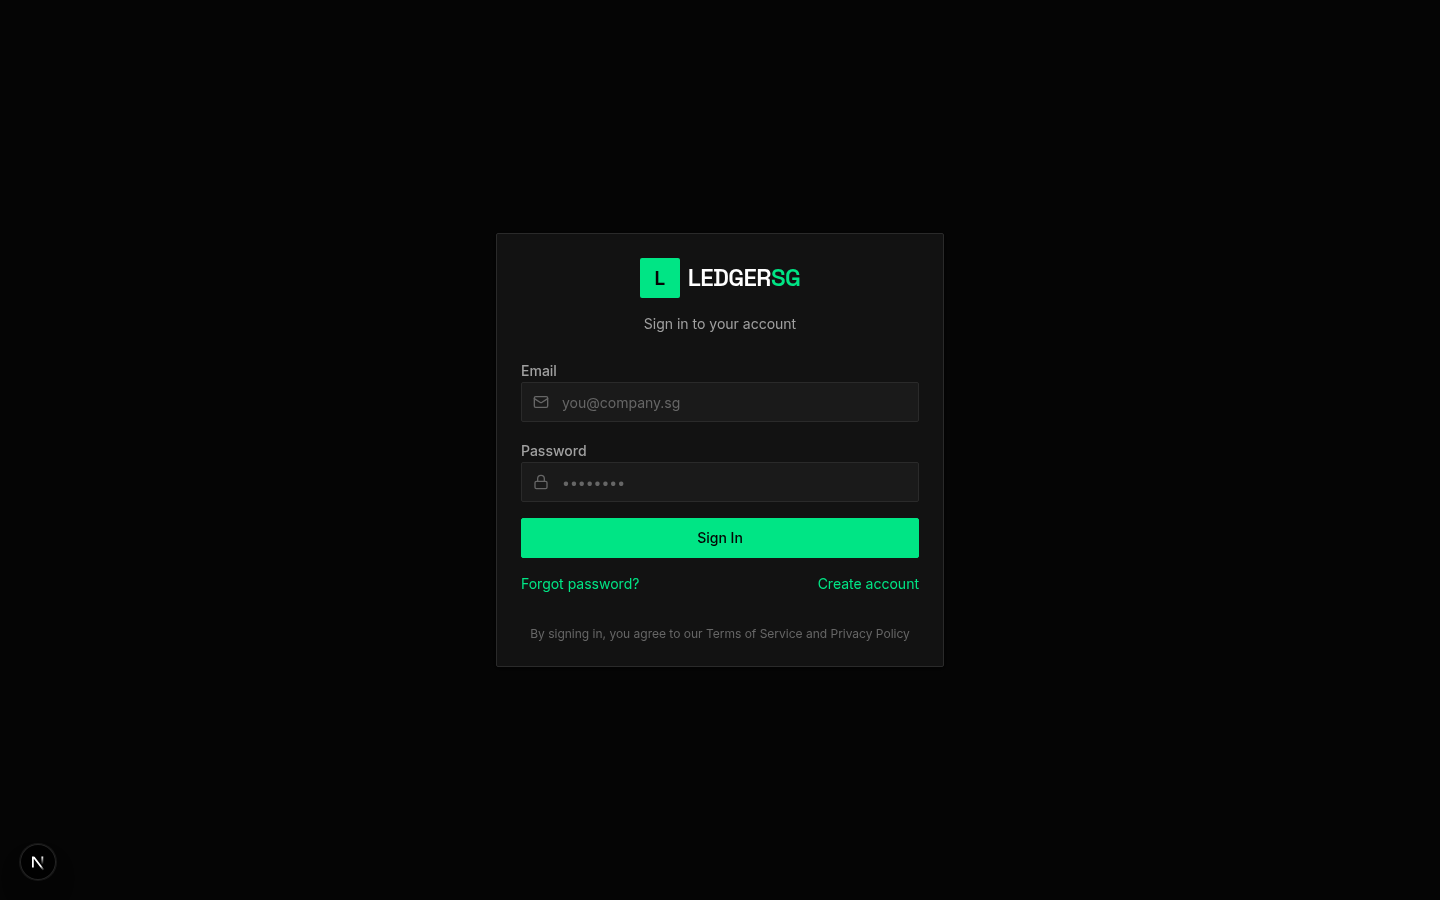 L LEDGERSG
Sign in to your account
Email
you@company.sg
Password
••••••••
Sign In
Forgot password? Create account
By signing in, you agree to our Terms of Service and Privacy Policy
N